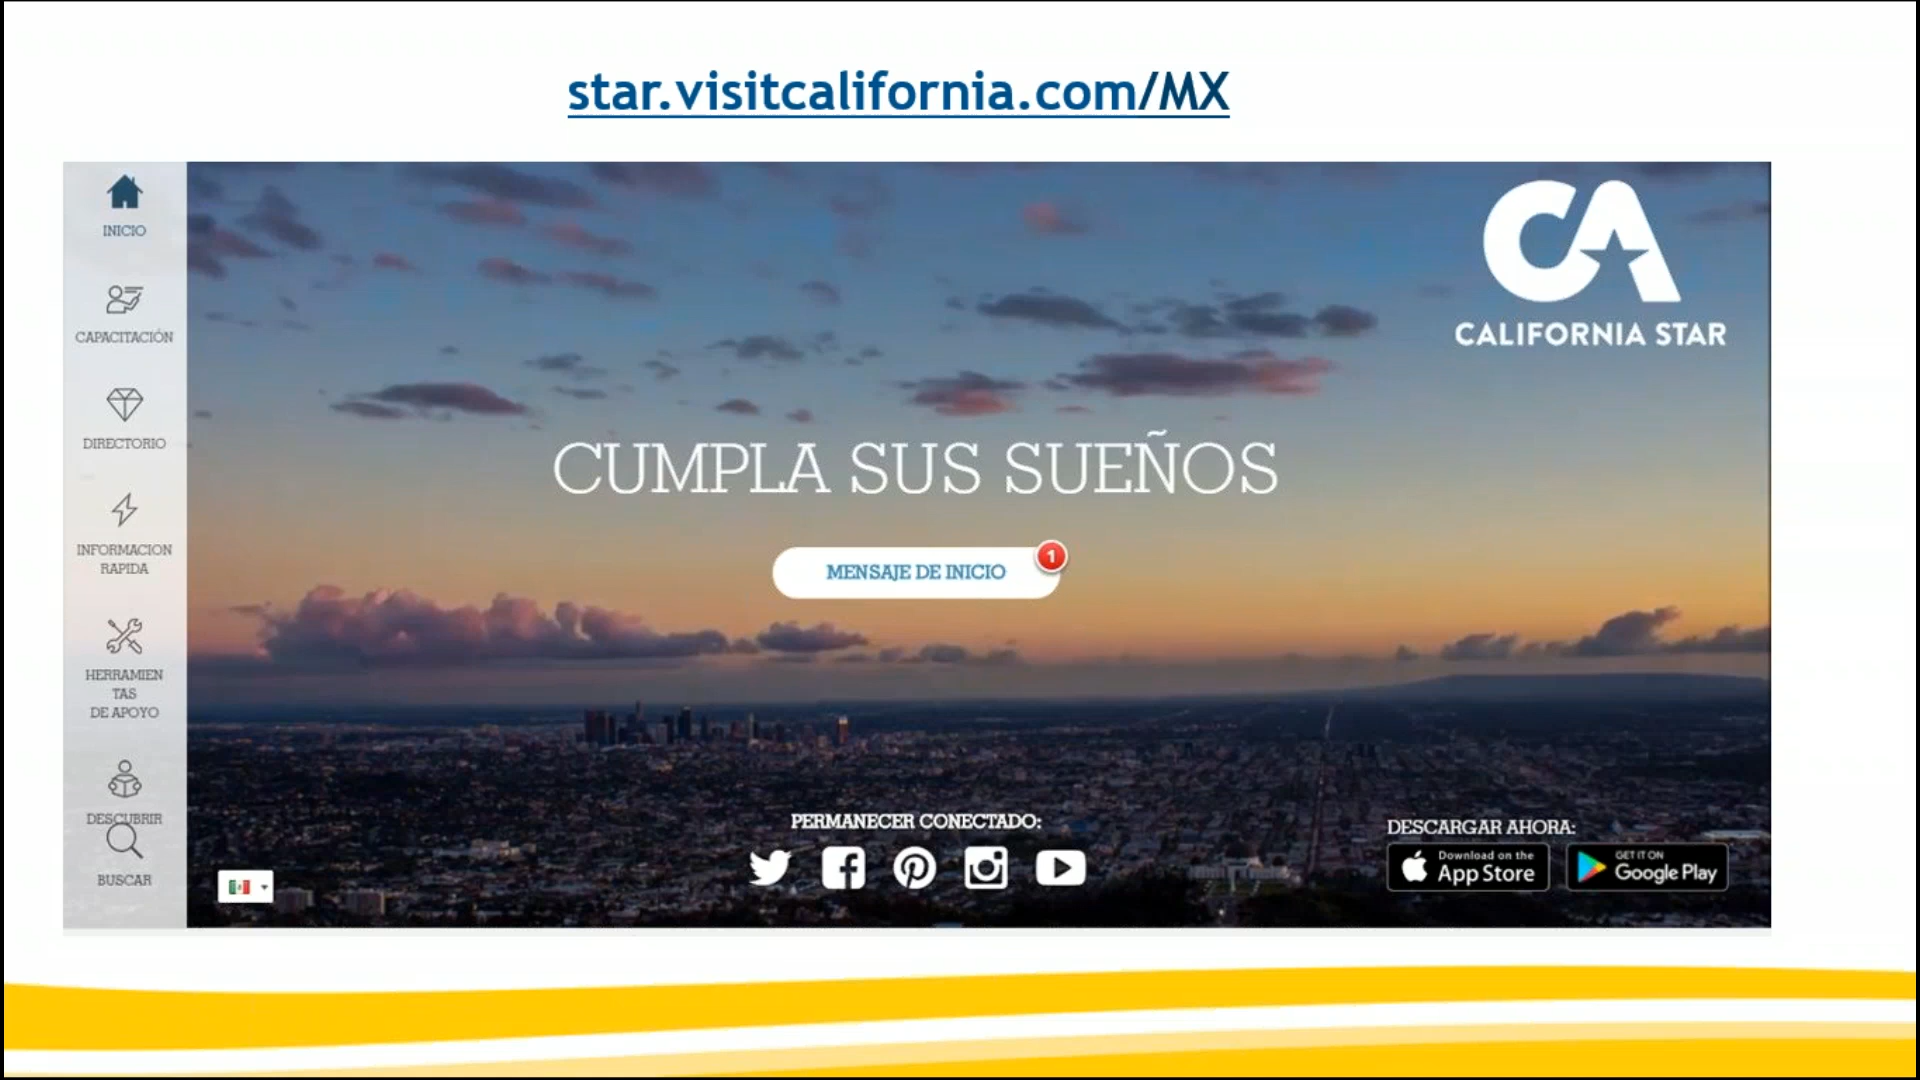 star.visitcalifornia.com/MX
INICIO
CAPACITACIÓN
DIRECTORIO
INFORMACION
RAPIDA
HERRAMIEN
TAS
DE APOYO
DESCUBRIR
BUSCAR
CA
CALIFORNIA STAR
CUMPLA SUS SUEÑOS
MENSAJE DE INICIO
1
PERMANECER CONECTADO:
DESCARGAR AHORA:
Download on the
App Store
GET IT ON
Google Play